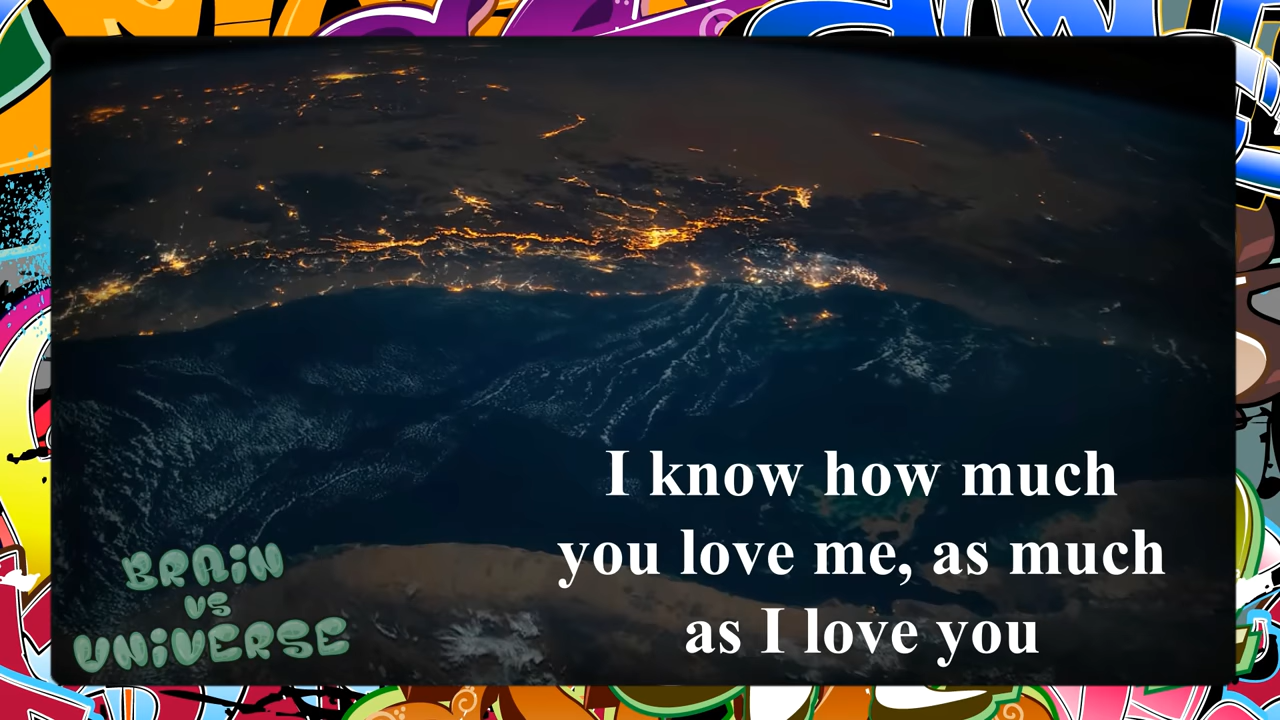 I know how much
you love me, as much
as I love you
BRAIN
VS
UNIVERSE